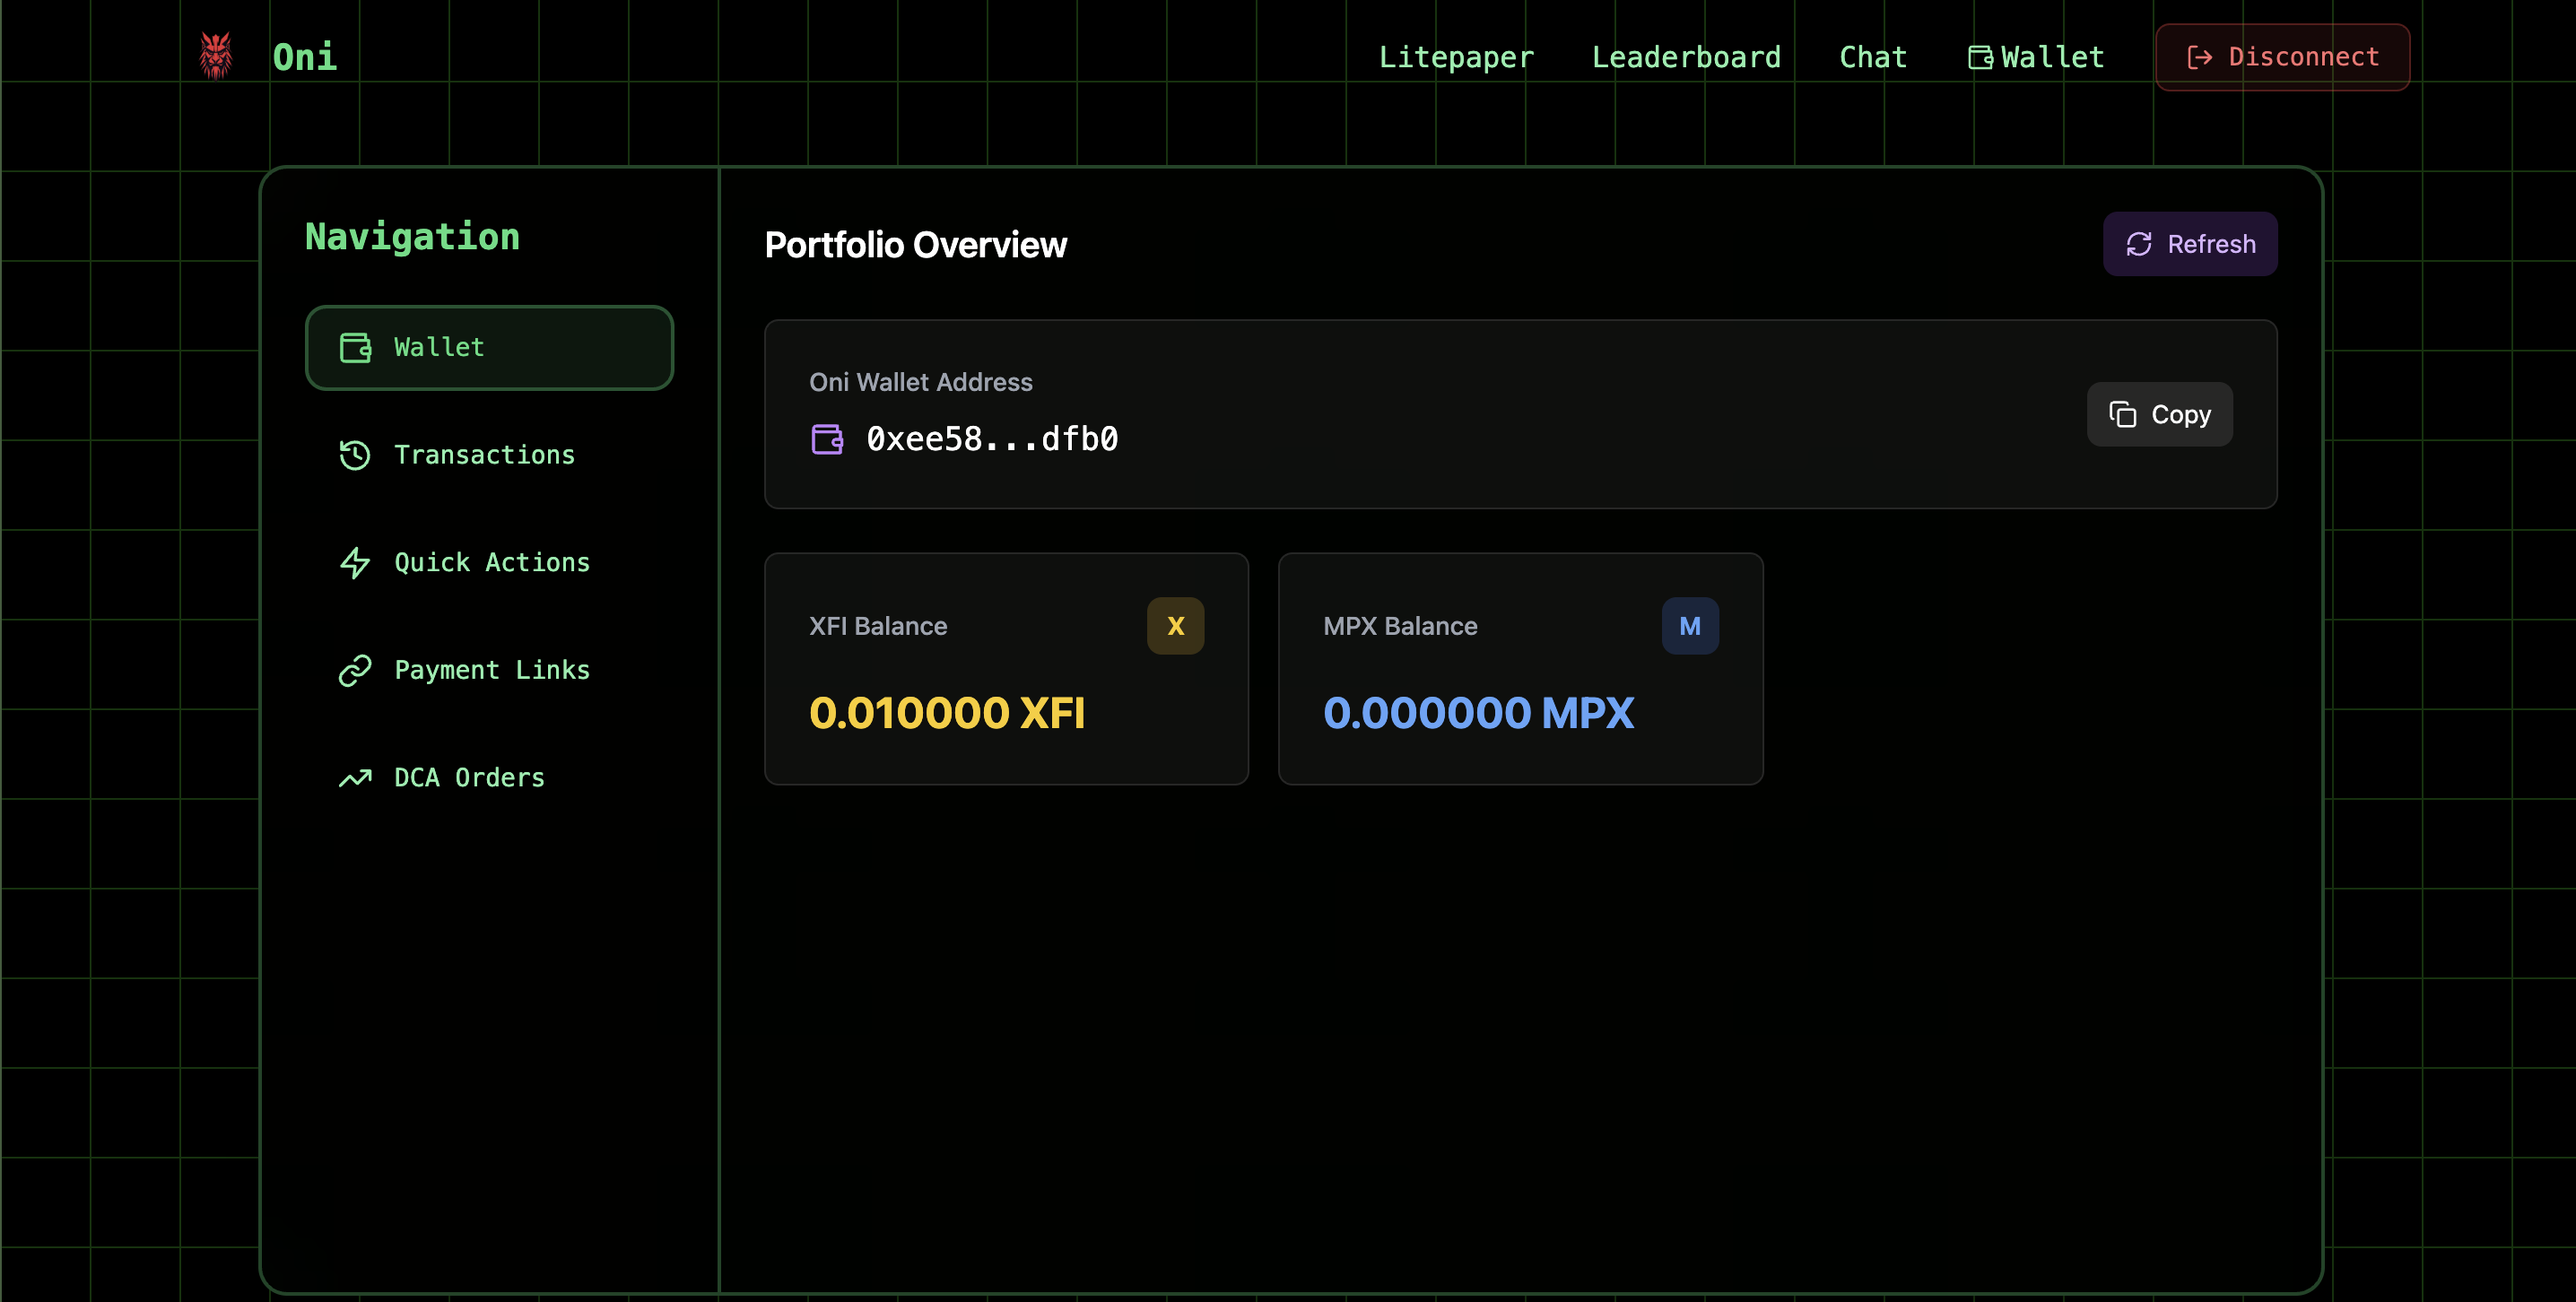 Oni
Litepaper
Leaderboard
Chat
Wallet
Disconnect
Navigation
Wallet
Transactions
Quick Actions
Payment Links
DCA Orders
Portfolio Overview
Refresh
Oni Wallet Address
0xee58...dfb0
Copy
XFI Balance
X
0.010000 XFI
MPX Balance
M
0.000000 MPX